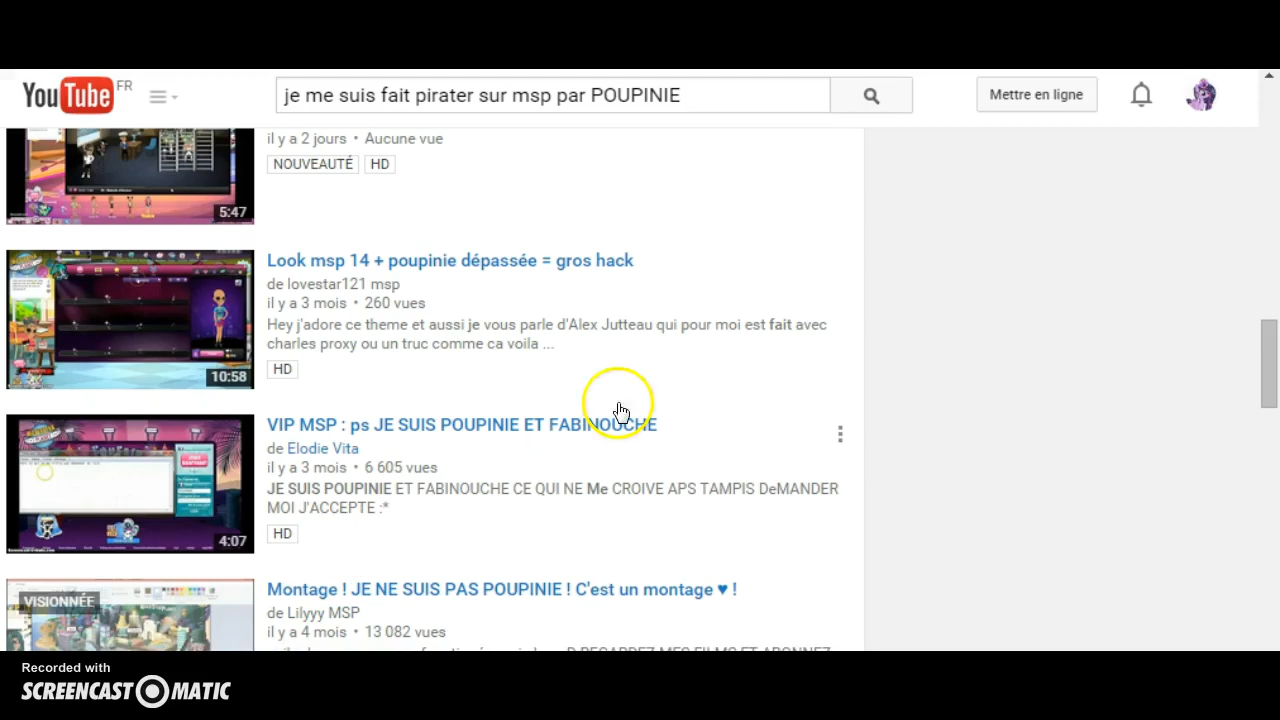 YouTube FR
je me suis fait pirater sur msp par POUPINIE
Mettre en ligne
il y a 2 jours • Aucune vue
NOUVEAUTÉ HD
5:47
Look msp 14 + poupinie dépassée = gros hack
de lovestar121 msp
il y a 3 mois • 260 vues
Hey j'adore ce theme et aussi je vous parle d'Alex Jutteau qui pour moi est fait avec
charles proxy ou un truc comme ca voila ...
HD
10:58
VIP MSP : ps JE SUIS POUPINIE ET FABINOUCHE
de Elodie Vita
il y a 3 mois • 6 605 vues
JE SUIS POUPINIE ET FABINOUCHE CE QUI NE Me CROIVE APS TAMPIS DeMANDER
MOI J'ACCEPTE :*
HD
4:07
Montage ! JE NE SUIS PAS POUPINIE ! C'est un montage ♥ !
VISIONNÉE
de Lilyyy MSP
il y a 4 mois • 13 082 vues
Recorded with
SCREENCAST O MATIC